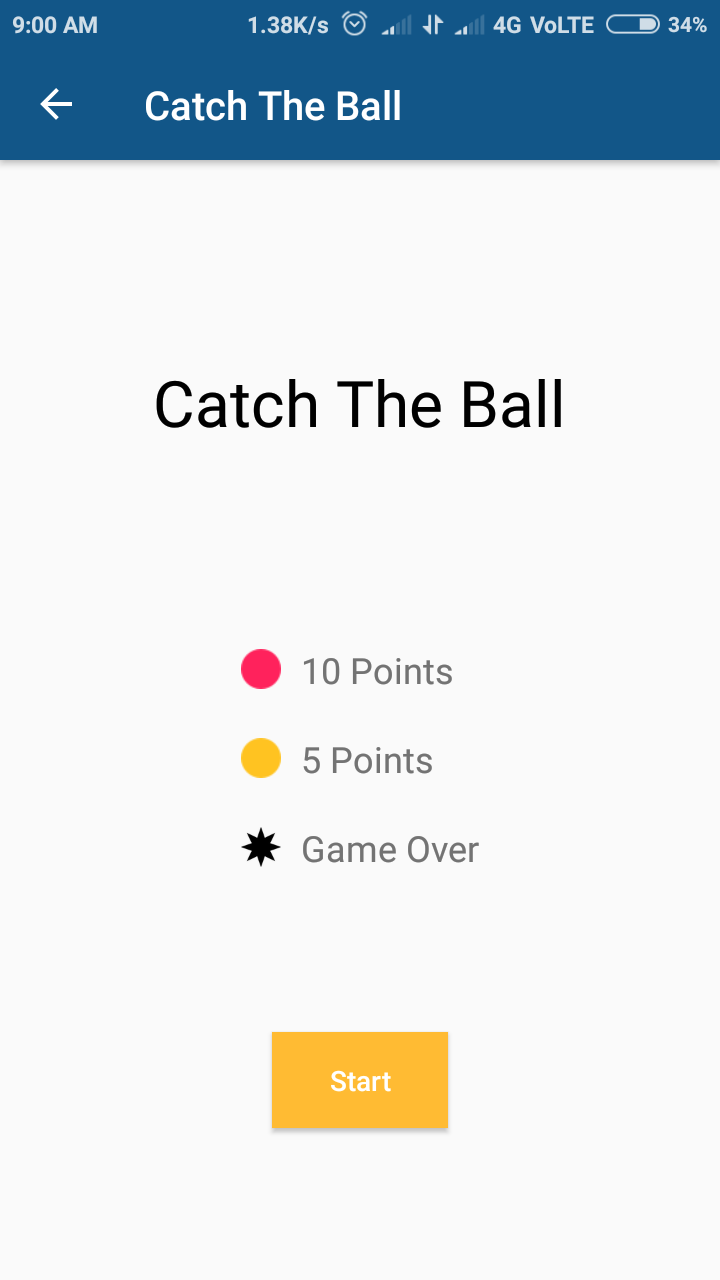 9:00 AM 1.38K/s 4G VoLTE 34%
Catch The Ball
Catch The Ball
10 Points
5 Points
Game Over
Start